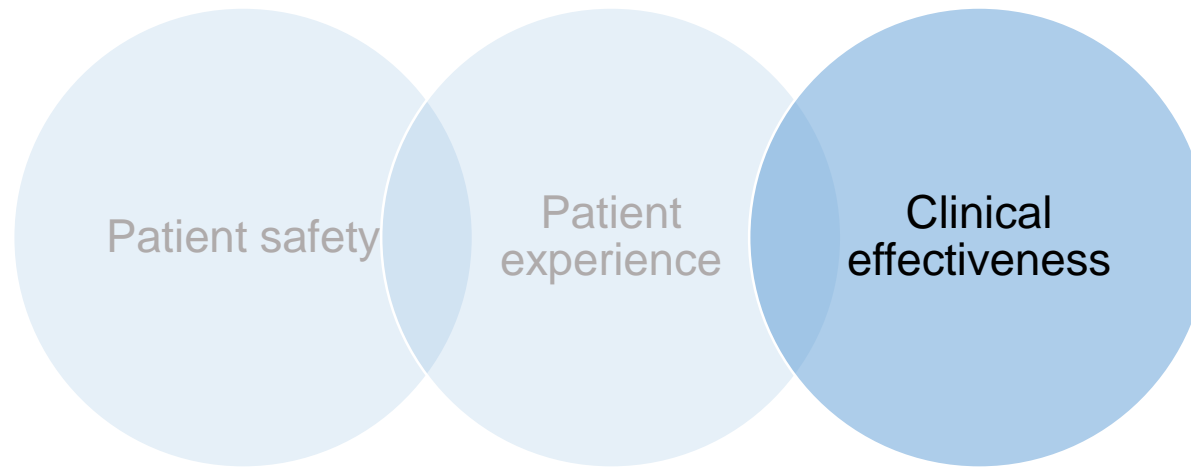 Patient safety
Patient
experience
Clinical
effectiveness